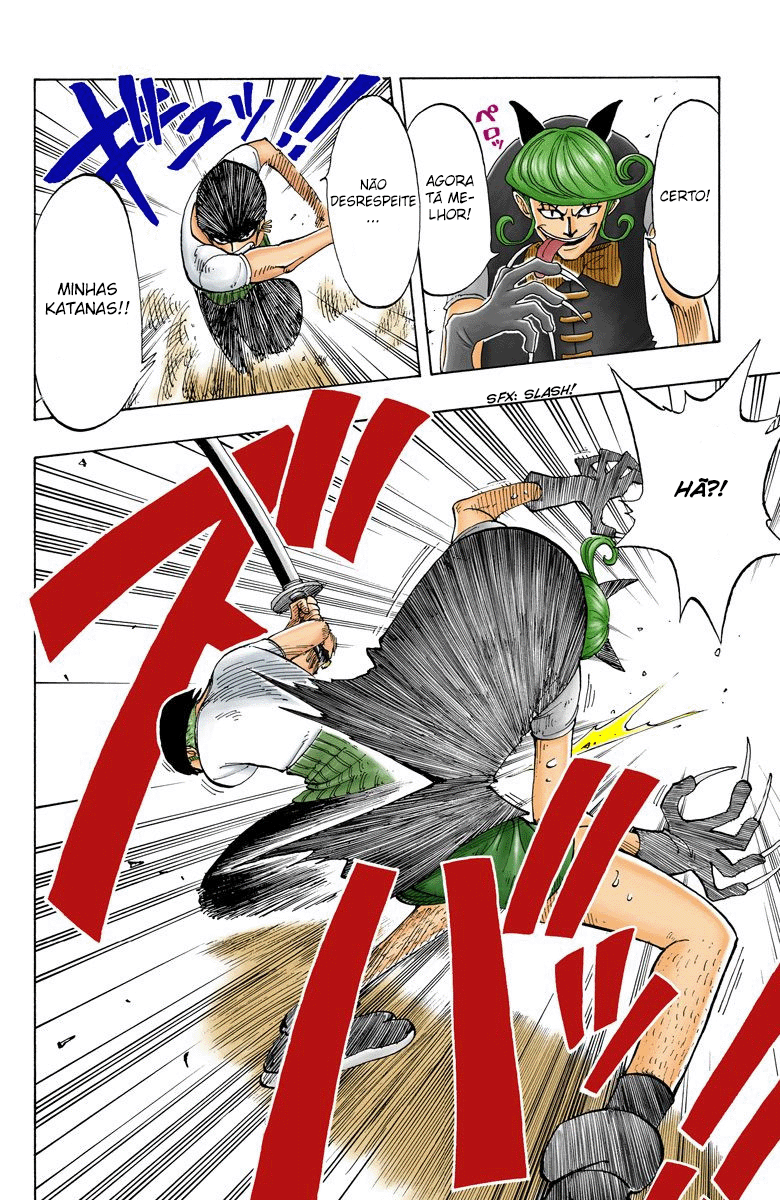 CERTO!
AGORA
TÁ ME-
LHOR!
ペロッ
NÃO
DESRESPEITE
...
MINHAS
KATANAS!!
ギュッ!!
SFX: SLASH!
HÃ?!
ズバッ!!